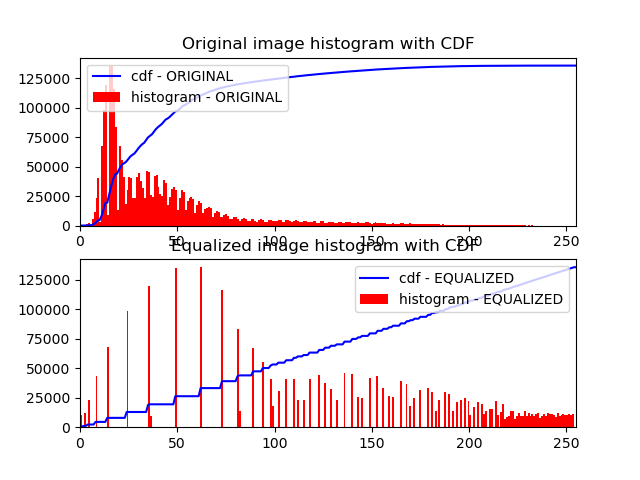 Original image histogram with CDF
125000
100000
75000
50000
25000
0
cdf - ORIGINAL
histogram - ORIGINAL
0 50 100 150 200 250
Equalized image histogram with CDF
125000
100000
75000
50000
25000
0
cdf - EQUALIZED
histogram - EQUALIZED
0 50 100 150 200 250